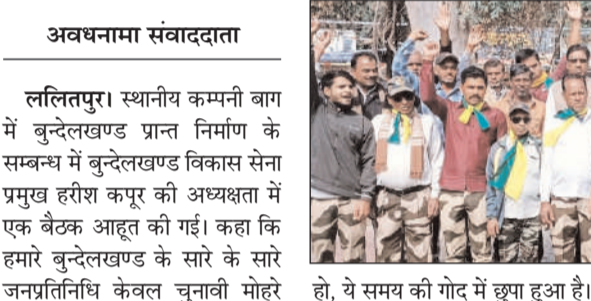 अवधनामा संवाददाता
ललितपुर। स्थानीय कम्पनी बाग
में बुन्देलखण्ड प्रान्त निर्माण के
सम्बन्ध में बुन्देलखण्ड विकास सेना
प्रमुख हरीश कपूर की अध्यक्षता में
एक बैठक आहूत की गई। कहा कि
हमारे बुन्देलखण्ड के सारे के सारे
जनप्रतिनिधि केवल चुनावी मोहरे
हो, ये समय की गोद में छुपा हुआ है।